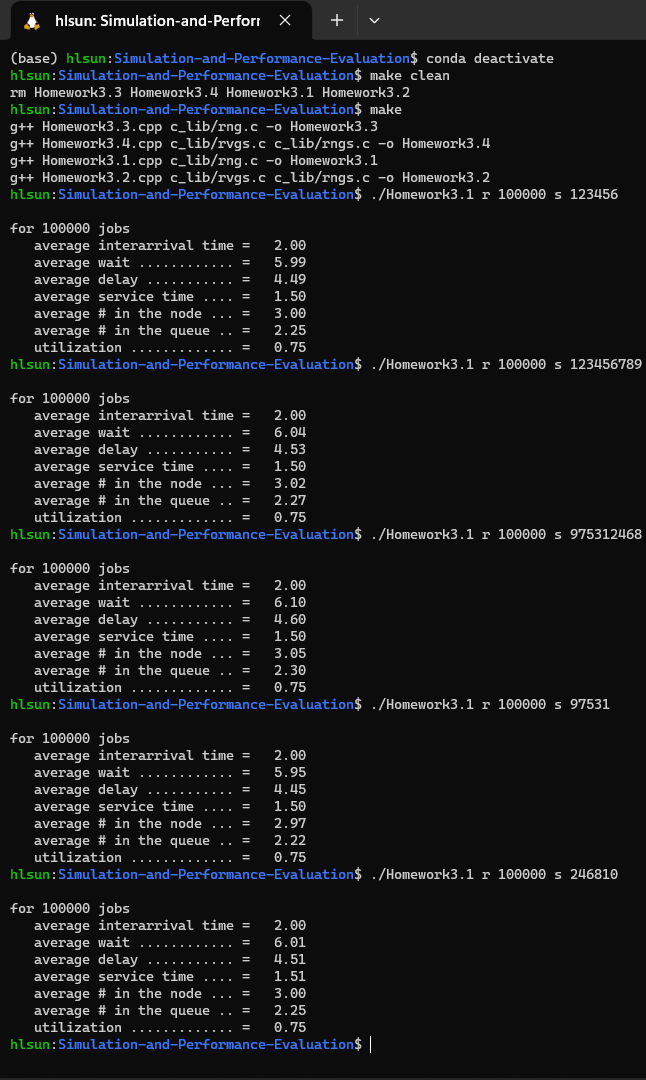 hlsun: Simulation-and-Perfor
(base) hlsun:Simulation-and-Performance-Evaluation$ conda deactivate
hlsun:Simulation-and-Performance-Evaluation$ make clean
rm Homework3.3 Homework3.4 Homework3.1 Homework3.2
hlsun:Simulation-and-Performance-Evaluation$ make
g++ Homework3.3.cpp c_lib/rng.c -o Homework3.3
g++ Homework3.4.cpp c_lib/rvgs.c c_lib/rngs.c -o Homework3.4
g++ Homework3.1.cpp c_lib/rng.c -o Homework3.1
g++ Homework3.2.cpp c_lib/rvgs.c c_lib/rngs.c -o Homework3.2
hlsun:Simulation-and-Performance-Evaluation$ ./Homework3.1 r 100000 s 123456
for 100000 jobs
   average interarrival time =   2.00
   average wait ............ =   5.99
   average delay ........... =   4.49
   average service time .... =   1.50
   average # in the node ... =   3.00
   average # in the queue .. =   2.25
   utilization ............. =   0.75
hlsun:Simulation-and-Performance-Evaluation$ ./Homework3.1 r 100000 s 123456789
for 100000 jobs
   average interarrival time =   2.00
   average wait ............ =   6.04
   average delay ........... =   4.53
   average service time .... =   1.50
   average # in the node ... =   3.02
   average # in the queue .. =   2.27
   utilization ............. =   0.75
hlsun:Simulation-and-Performance-Evaluation$ ./Homework3.1 r 100000 s 975312468
for 100000 jobs
   average interarrival time =   2.00
   average wait ............ =   6.10
   average delay ........... =   4.60
   average service time .... =   1.50
   average # in the node ... =   3.05
   average # in the queue .. =   2.30
   utilization ............. =   0.75
hlsun:Simulation-and-Performance-Evaluation$ ./Homework3.1 r 100000 s 97531
for 100000 jobs
   average interarrival time =   2.00
   average wait ............ =   5.95
   average delay ........... =   4.45
   average service time .... =   1.50
   average # in the node ... =   2.97
   average # in the queue .. =   2.22
   utilization ............. =   0.75
hlsun:Simulation-and-Performance-Evaluation$ ./Homework3.1 r 100000 s 246810
for 100000 jobs
   average interarrival time =   2.00
   average wait ............ =   6.01
   average delay ........... =   4.51
   average service time .... =   1.51
   average # in the node ... =   3.00
   average # in the queue .. =   2.25
   utilization ............. =   0.75
hlsun:Simulation-and-Performance-Evaluation$